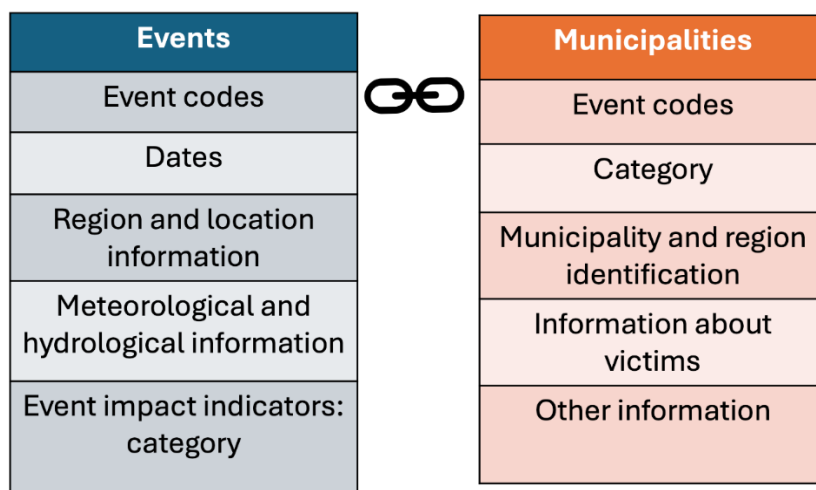 Events
Event codes
Dates
Region and location
information
Meteorological and
hydrological information
Event impact indicators:
category
Municipalities
Event codes
Category
Municipality and region
identification
Information about
victims
Other information